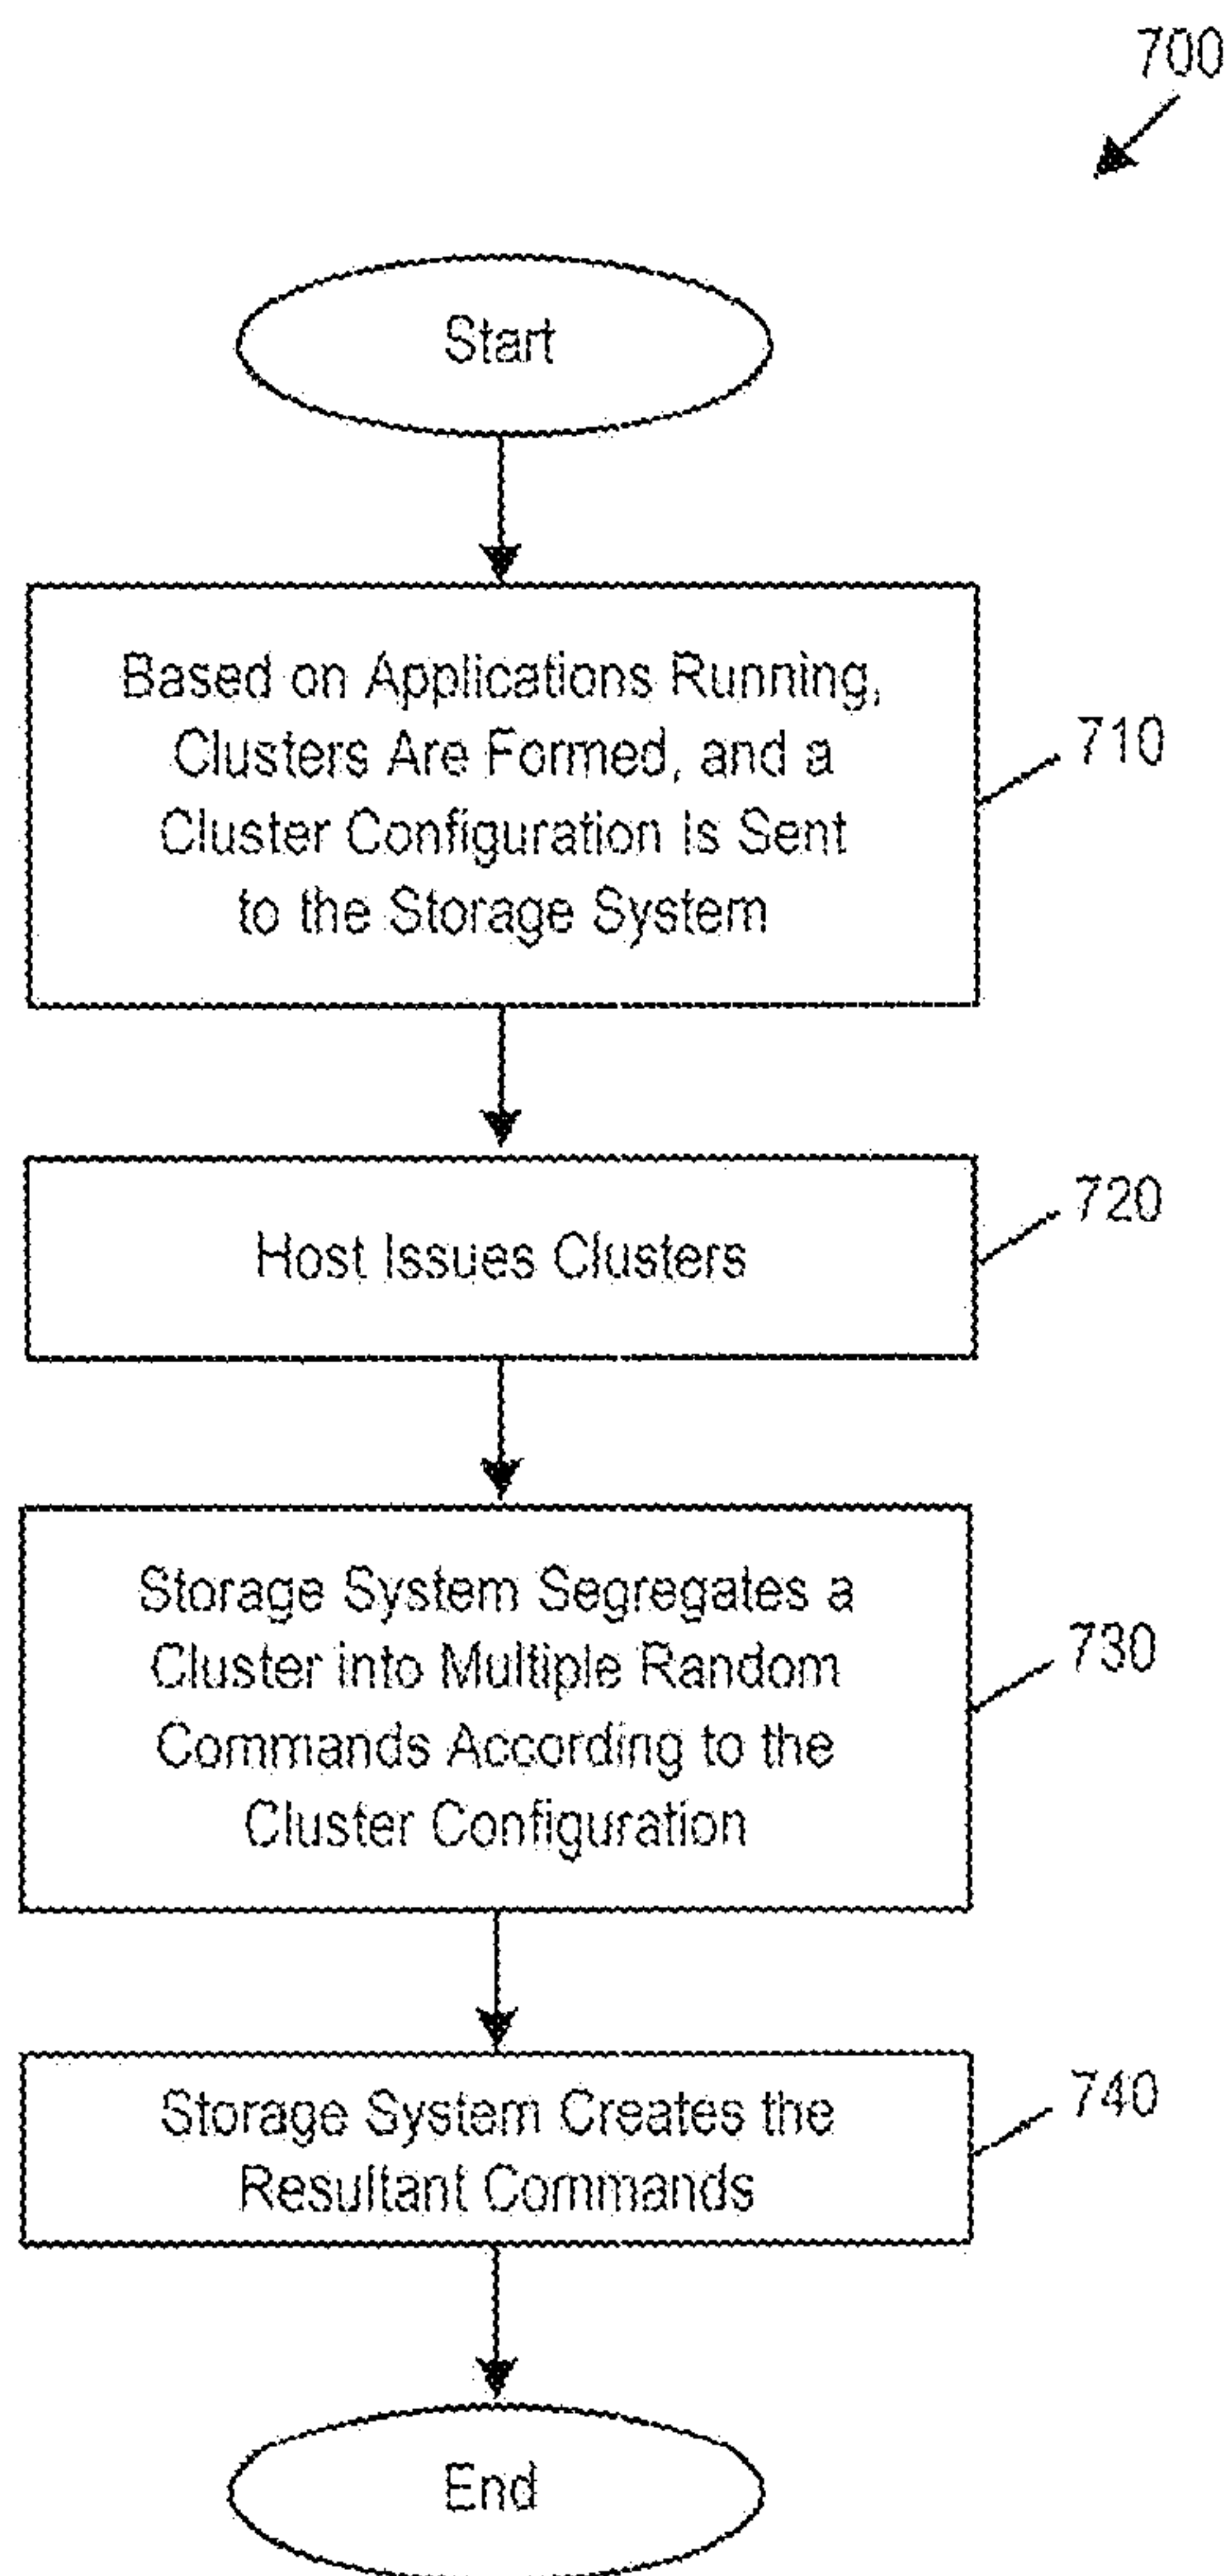 700
Start
Based on Applications Running,
Clusters Are Formed, and a
Cluster Configuration Is Sent
to the Storage System
710
Host Issues Clusters
720
Storage System Segregates a
Cluster into Multiple Random
Commands According to the
Cluster Configuration
730
Storage System Creates the
Resultant Commands
740
End